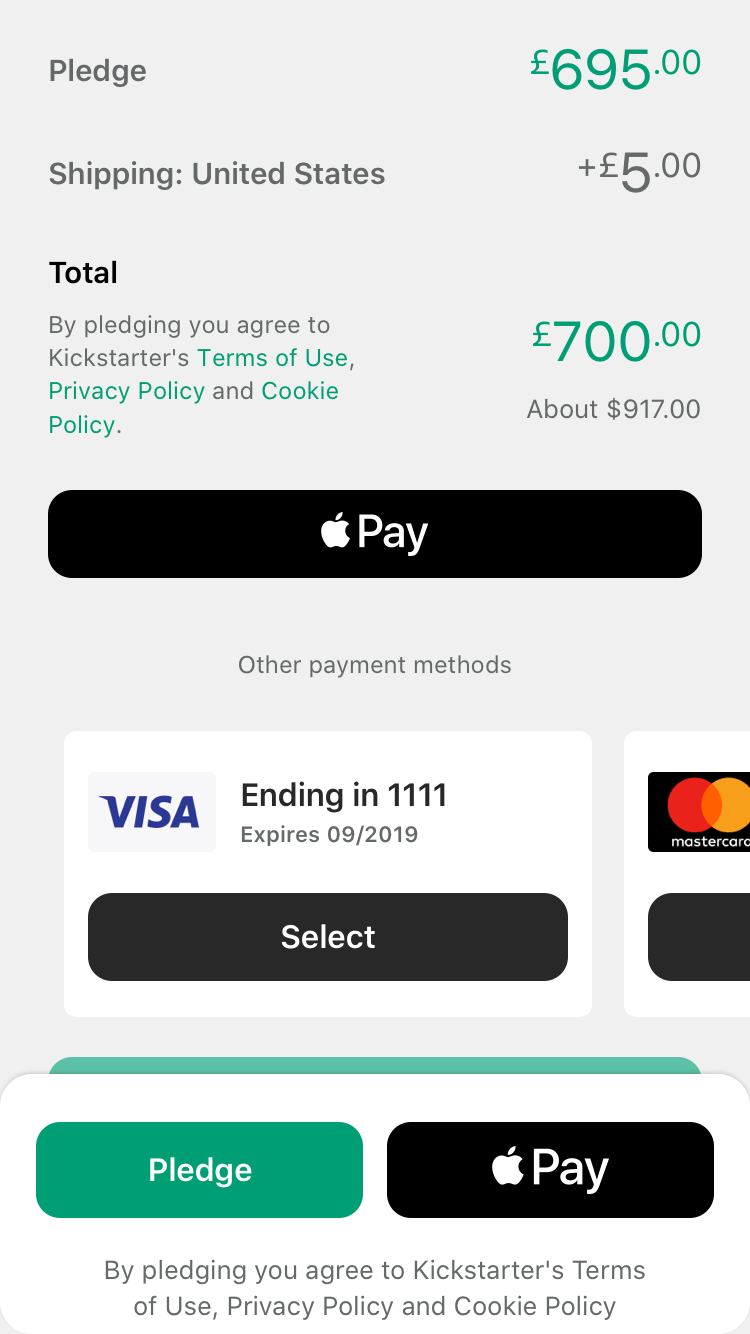 Pledge £695.00
Shipping: United States +£5.00
Total
By pledging you agree to
Kickstarter's Terms of Use,
Privacy Policy and Cookie
Policy.
£700.00
About $917.00
Pay
Other payment methods
VISA
Ending in 1111
Expires 09/2019
Select
mastercard
Pledge
Pay
By pledging you agree to Kickstarter's Terms
of Use, Privacy Policy and Cookie Policy